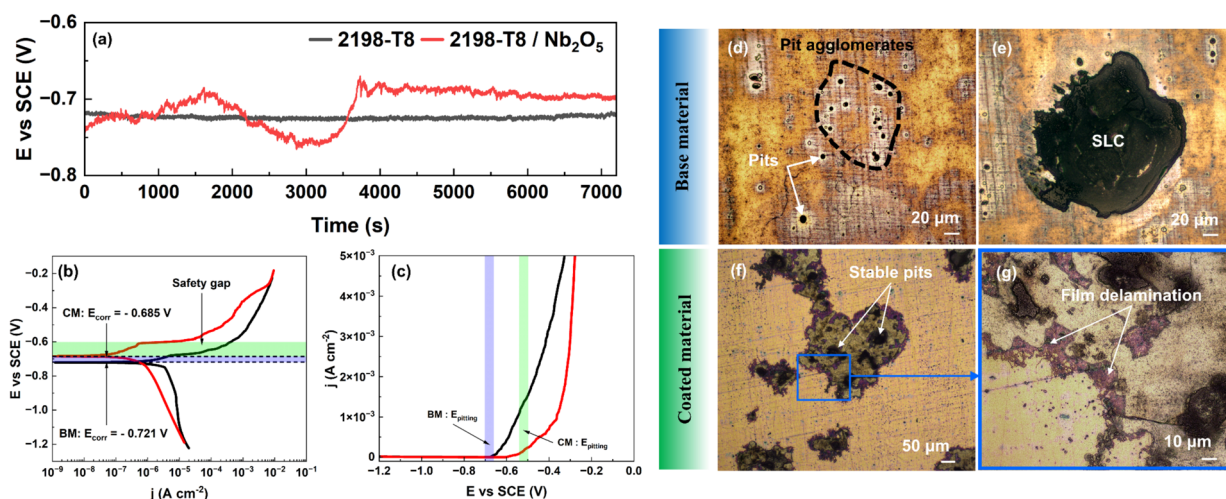 (a)
2198-T8
2198-T8 / Nb₂O₅
E vs SCE (V)
−0.6
−0.7
−0.8
0
1000
2000
3000
4000
5000
6000
7000
Time (s)
(b)
Safety gap
CM: E_corr = - 0.685 V
BM: E_corr = - 0.721 V
E vs SCE (V)
−0.2
−0.4
−0.6
−0.8
−1.0
−1.2
10⁻⁹ 10⁻⁸ 10⁻⁷ 10⁻⁶ 10⁻⁵ 10⁻⁴ 10⁻³ 10⁻² 10⁻¹
j (A cm⁻²)
(c)
j (A cm⁻²)
5×10⁻³
4×10⁻³
3×10⁻³
2×10⁻³
1×10⁻³
0
BM : E_pitting
CM : E_pitting
−1.2 −1.0 −0.8 −0.6 −0.4 −0.2 0.0
E vs SCE (V)
Base material
(d)
Pit agglomerates
Pits
20 µm
(e)
SLC
20 µm
Coated material
(f)
Stable pits
50 µm
(g)
Film delamination
10 µm